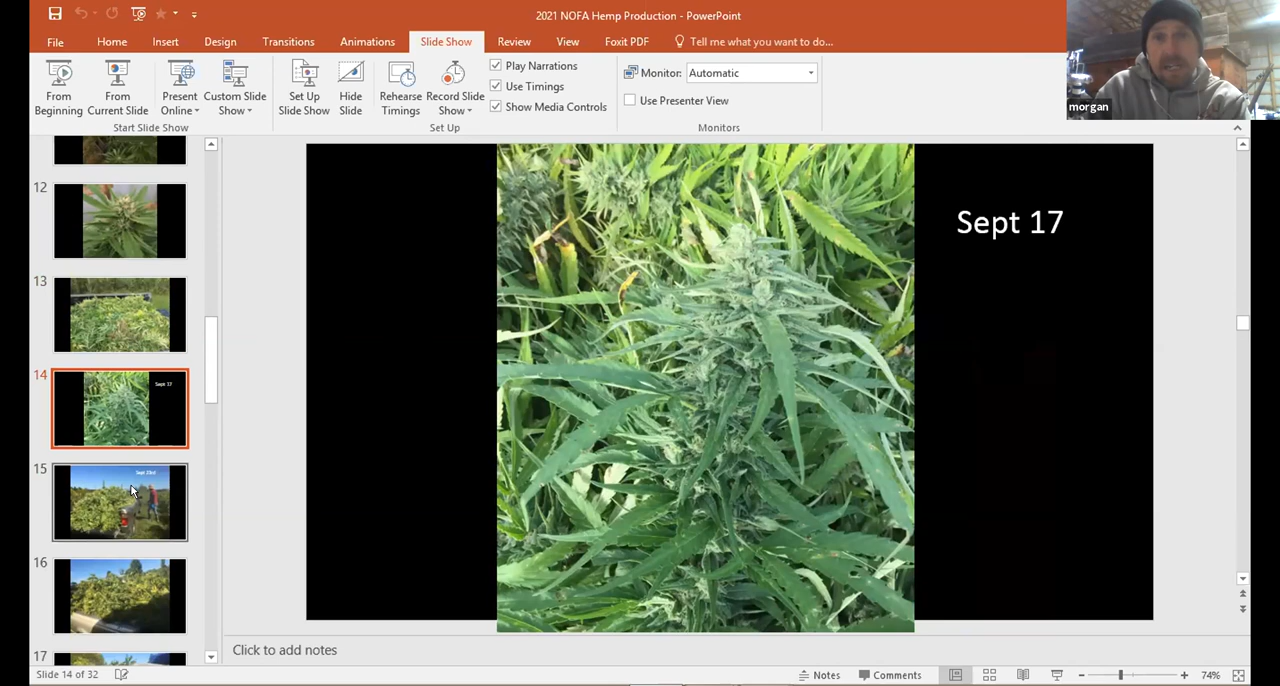 2021 NOFA Hemp Production - PowerPoint
File Home Insert Design Transitions Animations Slide Show Review View Foxit PDF Tell me what you want to do...
From Beginning
From Current Slide
Present Online
Custom Slide Show
Start Slide Show
Set Up Slide Show
Hide Slide
Rehearse Timings
Record Slide Show
Play Narrations
Use Timings
Show Media Controls
Set Up
Monitor: Automatic
Use Presenter View
Monitors
morgan
12
13
14
Sept 17
15
Sept 23rd
16
17
Sept 17
Click to add notes
Slide 14 of 32
Notes Comments 74%